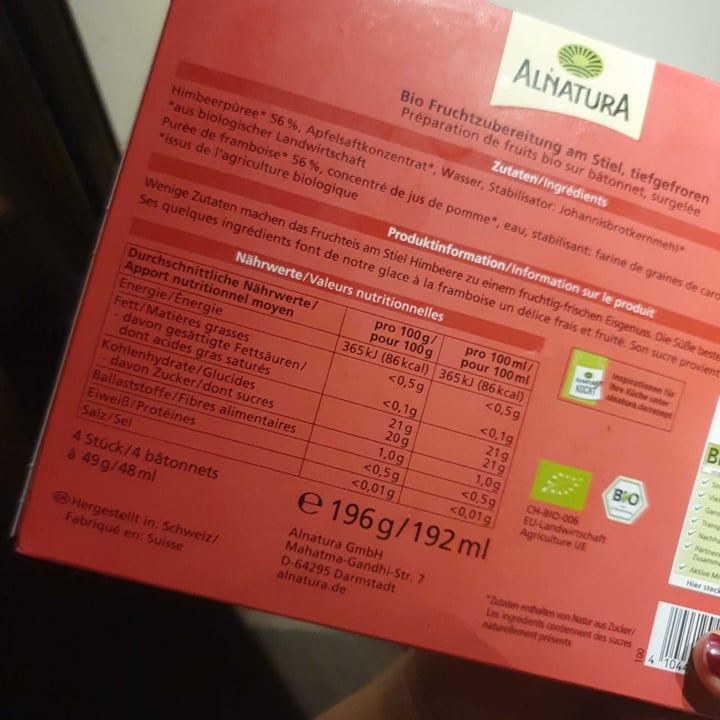 ALNATURA
Bio Fruchtzubereitung am Stiel, tiefgefroren
Préparation de fruits bio sur bâtonnet, surgelée
Zutaten/Ingrédients
Himbeerpüree* 56 %, Apfelsaftkonzentrat*, Wasser, Stabilisator: Johannisbrotkernmehl*
*aus biologischer Landwirtschaft
Purée de framboise* 56 %, concentré de jus de pomme*, eau, stabilisant: farine de graines de
*issus de l'agriculture biologique
Produktinformation/Information sur le produit
Wenige Zutaten machen das Fruchteis am Stiel Himbeere zu einem fruchtig-frischen Eisgenuss. Die Süße
Ses quelques ingrédients font de notre glace à la framboise un délice frais et fruité. Son sucre provient
Nährwerte/Valeurs nutritionnelles
Durchschnittliche Nährwerte/ pro 100 g/ pro 100 ml/
Apport nutritionnel moyen pour 100 g pour 100 ml
Energie/Énergie 365 kJ (86 kcal) 365 kJ (86 kcal)
Fett/Matières grasses <0,5 g <0,5 g
- davon gesättigte Fettsäuren/
dont acides gras saturés <0,1 g <0,1 g
Kohlenhydrate/Glucides 21 g 21 g
- davon Zucker/dont sucres 20 g 21 g
Ballaststoffe/Fibres alimentaires 1,0 g 1,0 g
Eiweiß/Protéines <0,5 g <0,5 g
Salz/Sel <0,01 g <0,01 g
ALNATURA
KOCHT
Inspirationen für
Ihre Küche unter
alnatura.de/rezept
4 Stück/4 bâtonnets
à 49 g/48 ml
e 196 g/192 ml
CH Hergestellt in: Schweiz/
Fabriqué en: Suisse
Alnatura GmbH
Mahatma-Gandhi-Str. 7
D-64295 Darmstadt
alnatura.de
BIO
CH-BIO-006
EU-Landwirtschaft
Agriculture UE
*Zutaten enthalten von Natur aus Zucker/
Les ingrédients contiennent des sucres
naturellement présents
Aktive
Hier
100
4 1044